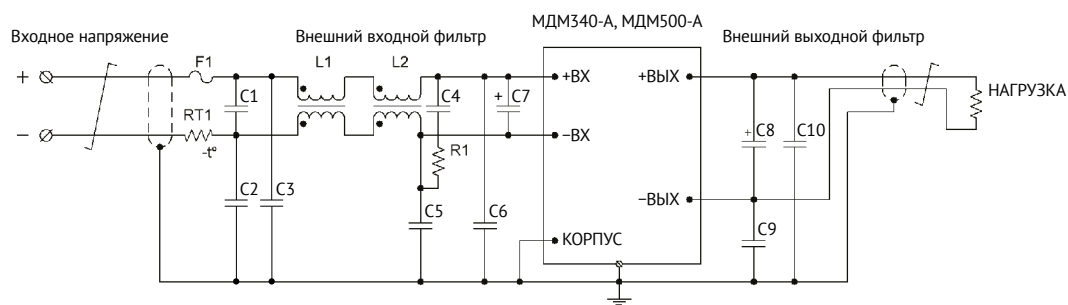 МДМ340-А, МДМ500-А
Входное напряжение
Внешний входной фильтр
Внешний выходной фильтр
+
F1
L1
L2
+ВХ
+ВЫХ
C1
C4
+ C7
НАГРУЗКА
RT1
−
-t°
−ВХ
R1
+ C8
C10
C2
C3
C5
C6
−ВЫХ
C9
КОРПУС